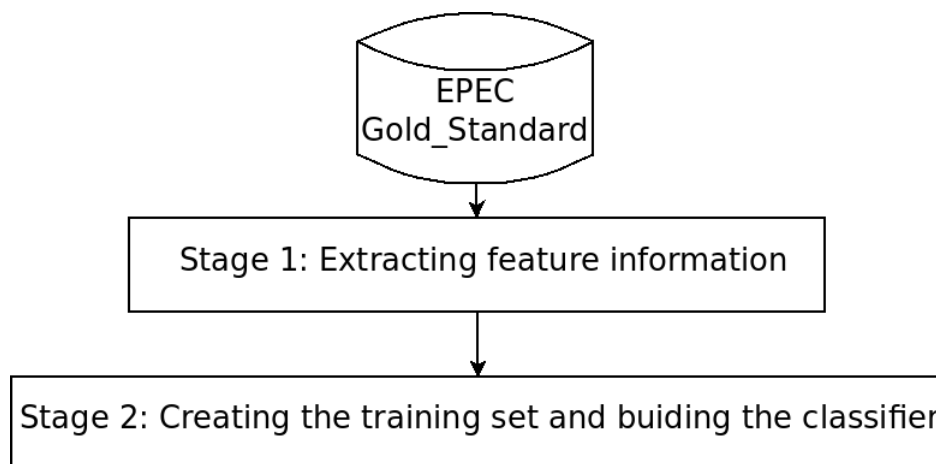 EPEC
Gold_Standard
Stage 1: Extracting feature information
Stage 2: Creating the training set and buiding the classifier